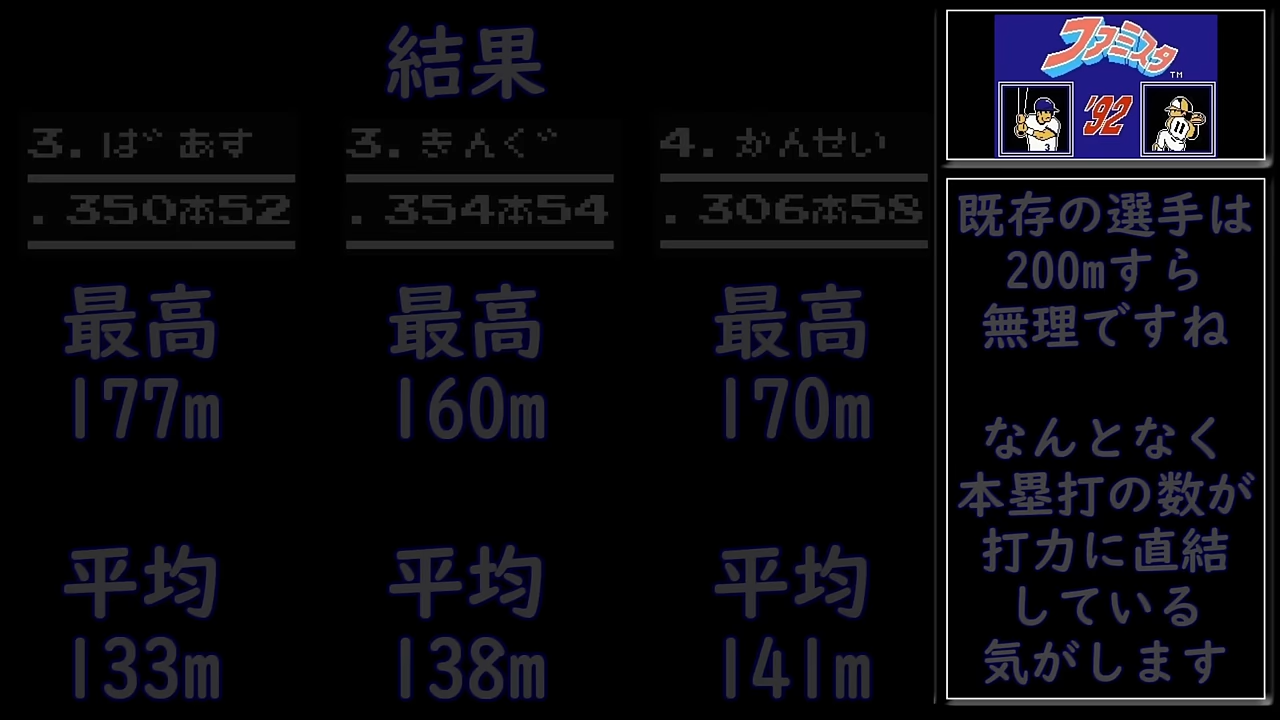 結果
3.ば あす
.350本52
3.きんぐ
.354本54
4.かんせい
.306本58
最高
177m
最高
160m
最高
170m
平均
133m
平均
138m
平均
141m
ファミスタ
TM
'92
既存の選手は
200mすら
無理ですね
なんとなく
本塁打の数が
打力に直結
している
気がします